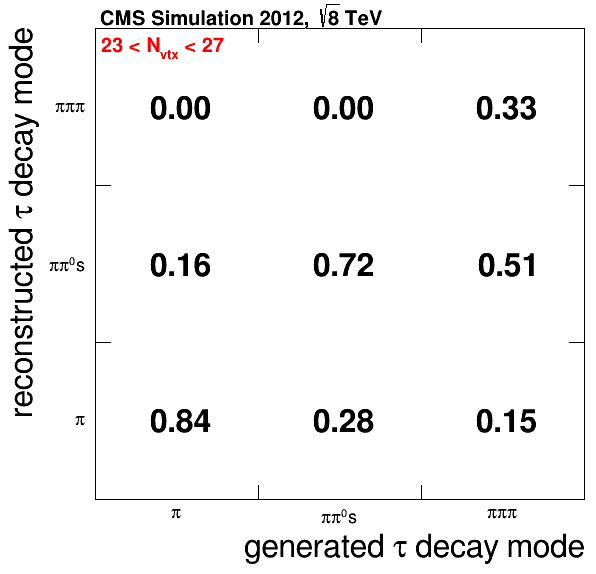 CMS Simulation 2012, √8 TeV
23 < Nvtx < 27
reconstructed τ decay mode
πππ
0.00 0.00 0.33
ππ⁰s
0.16 0.72 0.51
π
0.84 0.28 0.15
π ππ⁰s πππ
generated τ decay mode